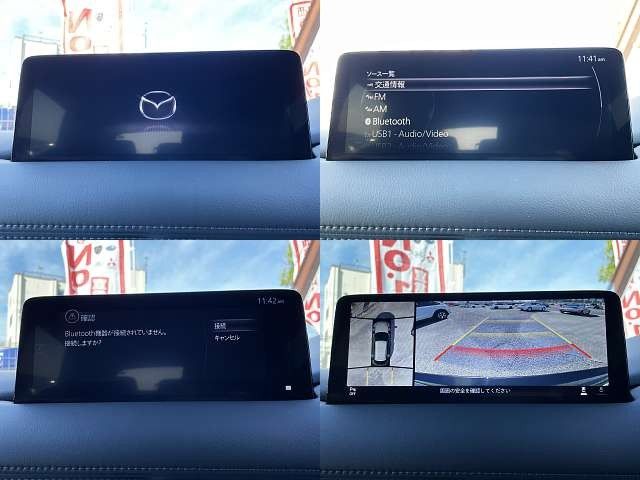 11:41 am
ソース一覧
交通情報
FM
AM
Bluetooth
USB1 - Audio/Video
11:42 am
確認
Bluetooth機器が接続されていません。
接続しますか?
接続
キャンセル
P OFF
周囲の安全を確認してください
NO.